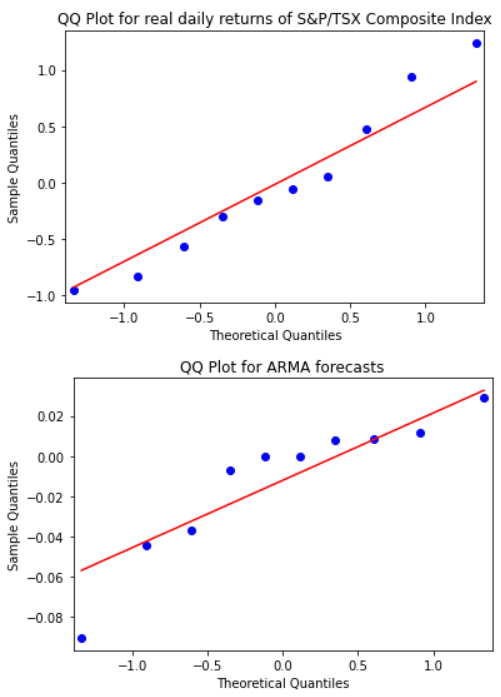 QQ Plot for real daily returns of S&P/TSX Composite Index
1.0
0.5
0.0
−0.5
−1.0
Sample Quantiles
−1.0 −0.5 0.0 0.5 1.0
Theoretical Quantiles
QQ Plot for ARMA forecasts
0.02
0.00
−0.02
−0.04
−0.06
−0.08
Sample Quantiles
−1.0 −0.5 0.0 0.5 1.0
Theoretical Quantiles